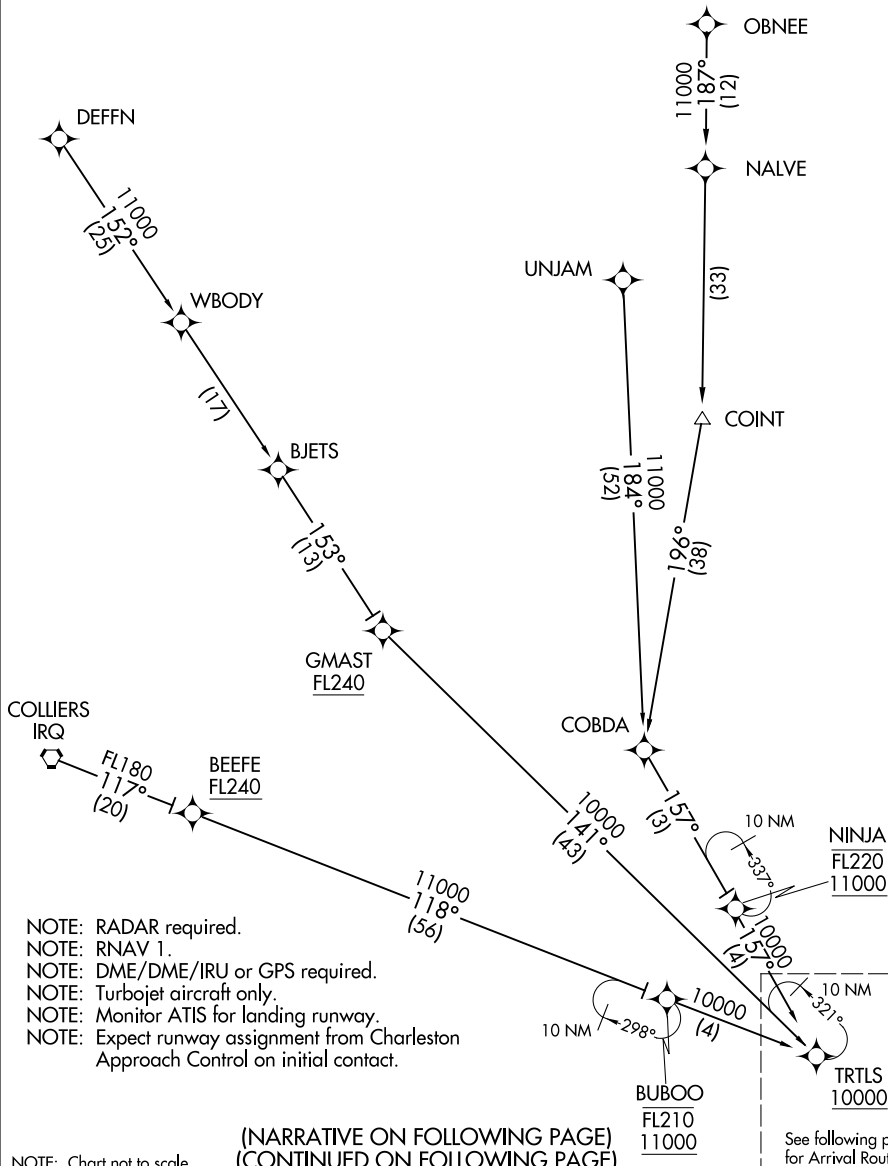 OBNEE
11000
187°
(12)
DEFFN
NALVE
11000
152°
(25)
UNJAM
(33)
WBODY
(17)
COINT
BJETS
11000
184°
(52)
153°
(13)
196°
(38)
GMAST
FL240
COLLIERS
IRQ
COBDA
FL180
117°
(20)
BEEFE
FL240
157°
(3)
10 NM
337°
NINJA
FL220
11000
10000
141°
(43)
11000
118°
(56)
10000
157°
(4)
NOTE: RADAR required.
NOTE: RNAV 1.
NOTE: DME/DME/IRU or GPS required.
NOTE: Turbojet aircraft only.
NOTE: Monitor ATIS for landing runway.
NOTE: Expect runway assignment from Charleston
Approach Control on initial contact.
10 NM
298°
10000
(4)
10 NM
321°
TRTLS
10000
BUBOO
FL210
11000
(NARRATIVE ON FOLLOWING PAGE)
(CONTINUED ON FOLLOWING PAGE)
NOTE: Chart not to scale
See following p
for Arrival Rout